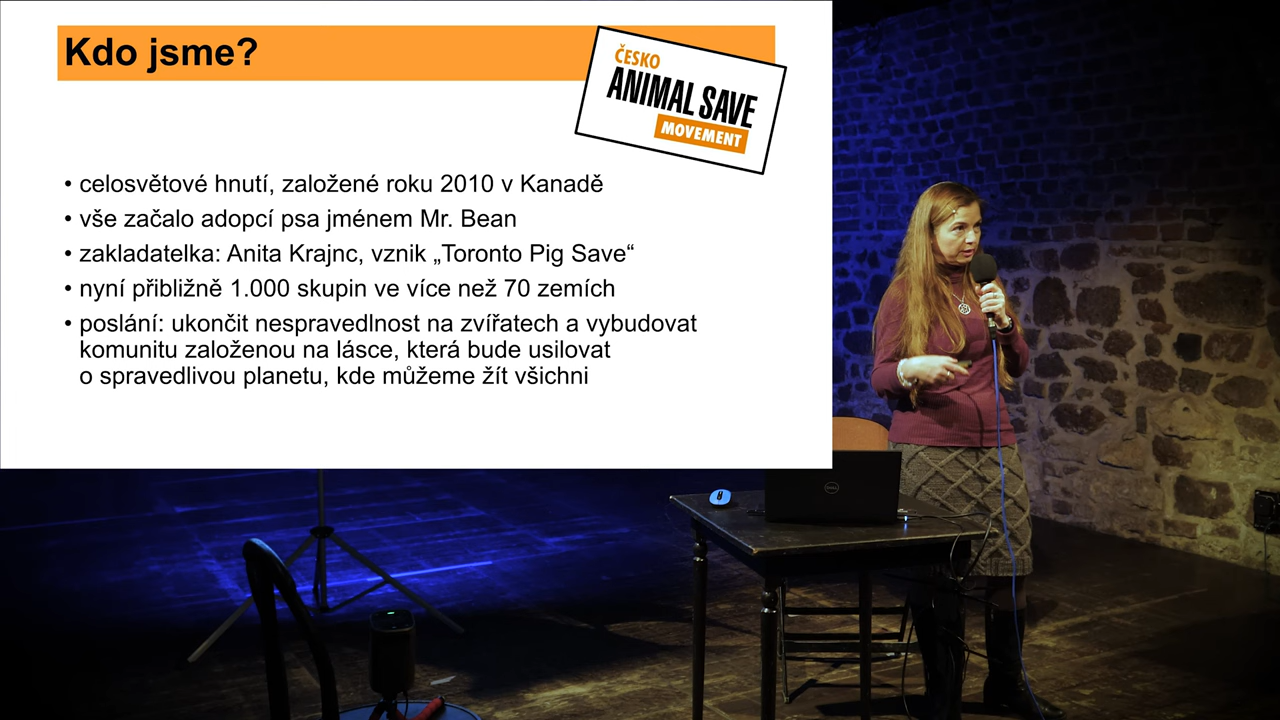 Kdo jsme?
ČESKO
ANIMAL SAVE
MOVEMENT
• celosvětové hnutí, založené roku 2010 v Kanadě
• vše začalo adopcí psa jménem Mr. Bean
• zakladatelka: Anita Krajnc, vznik „Toronto Pig Save“
• nyní přibližně 1.000 skupin ve více než 70 zemích
• poslání: ukončit nespravedlnost na zvířatech a vybudovat
komunitu založenou na lásce, která bude usilovat
o spravedlivou planetu, kde můžeme žít všichni
DELL